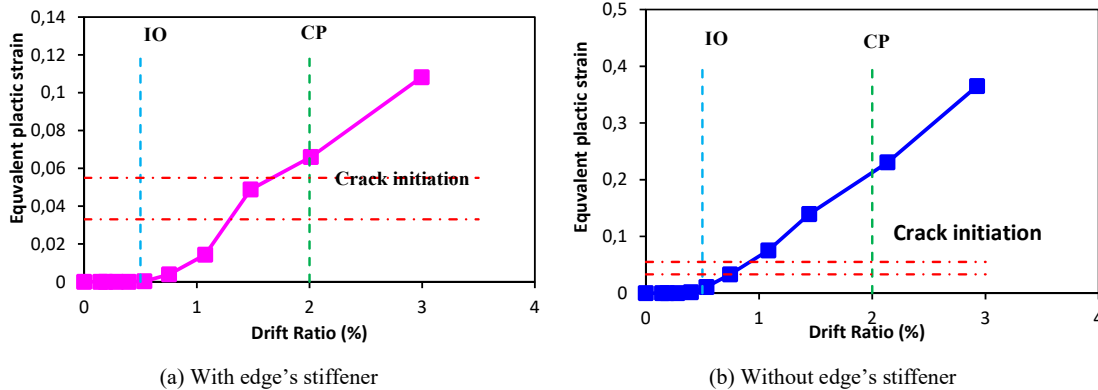 Equivalent plactic strain
0,14
0,12
0,1
0,08
0,06
0,04
0,02
0
IO
CP
Crack initiation
0
1
2
3
4
Drift Ratio (%)
(a) With edge’s stiffener
Equvalent plactic strain
0,5
0,4
0,3
0,2
0,1
0
IO
CP
Crack initiation
0
1
2
3
4
Drift Ratio (%)
(b) Without edge’s stiffener